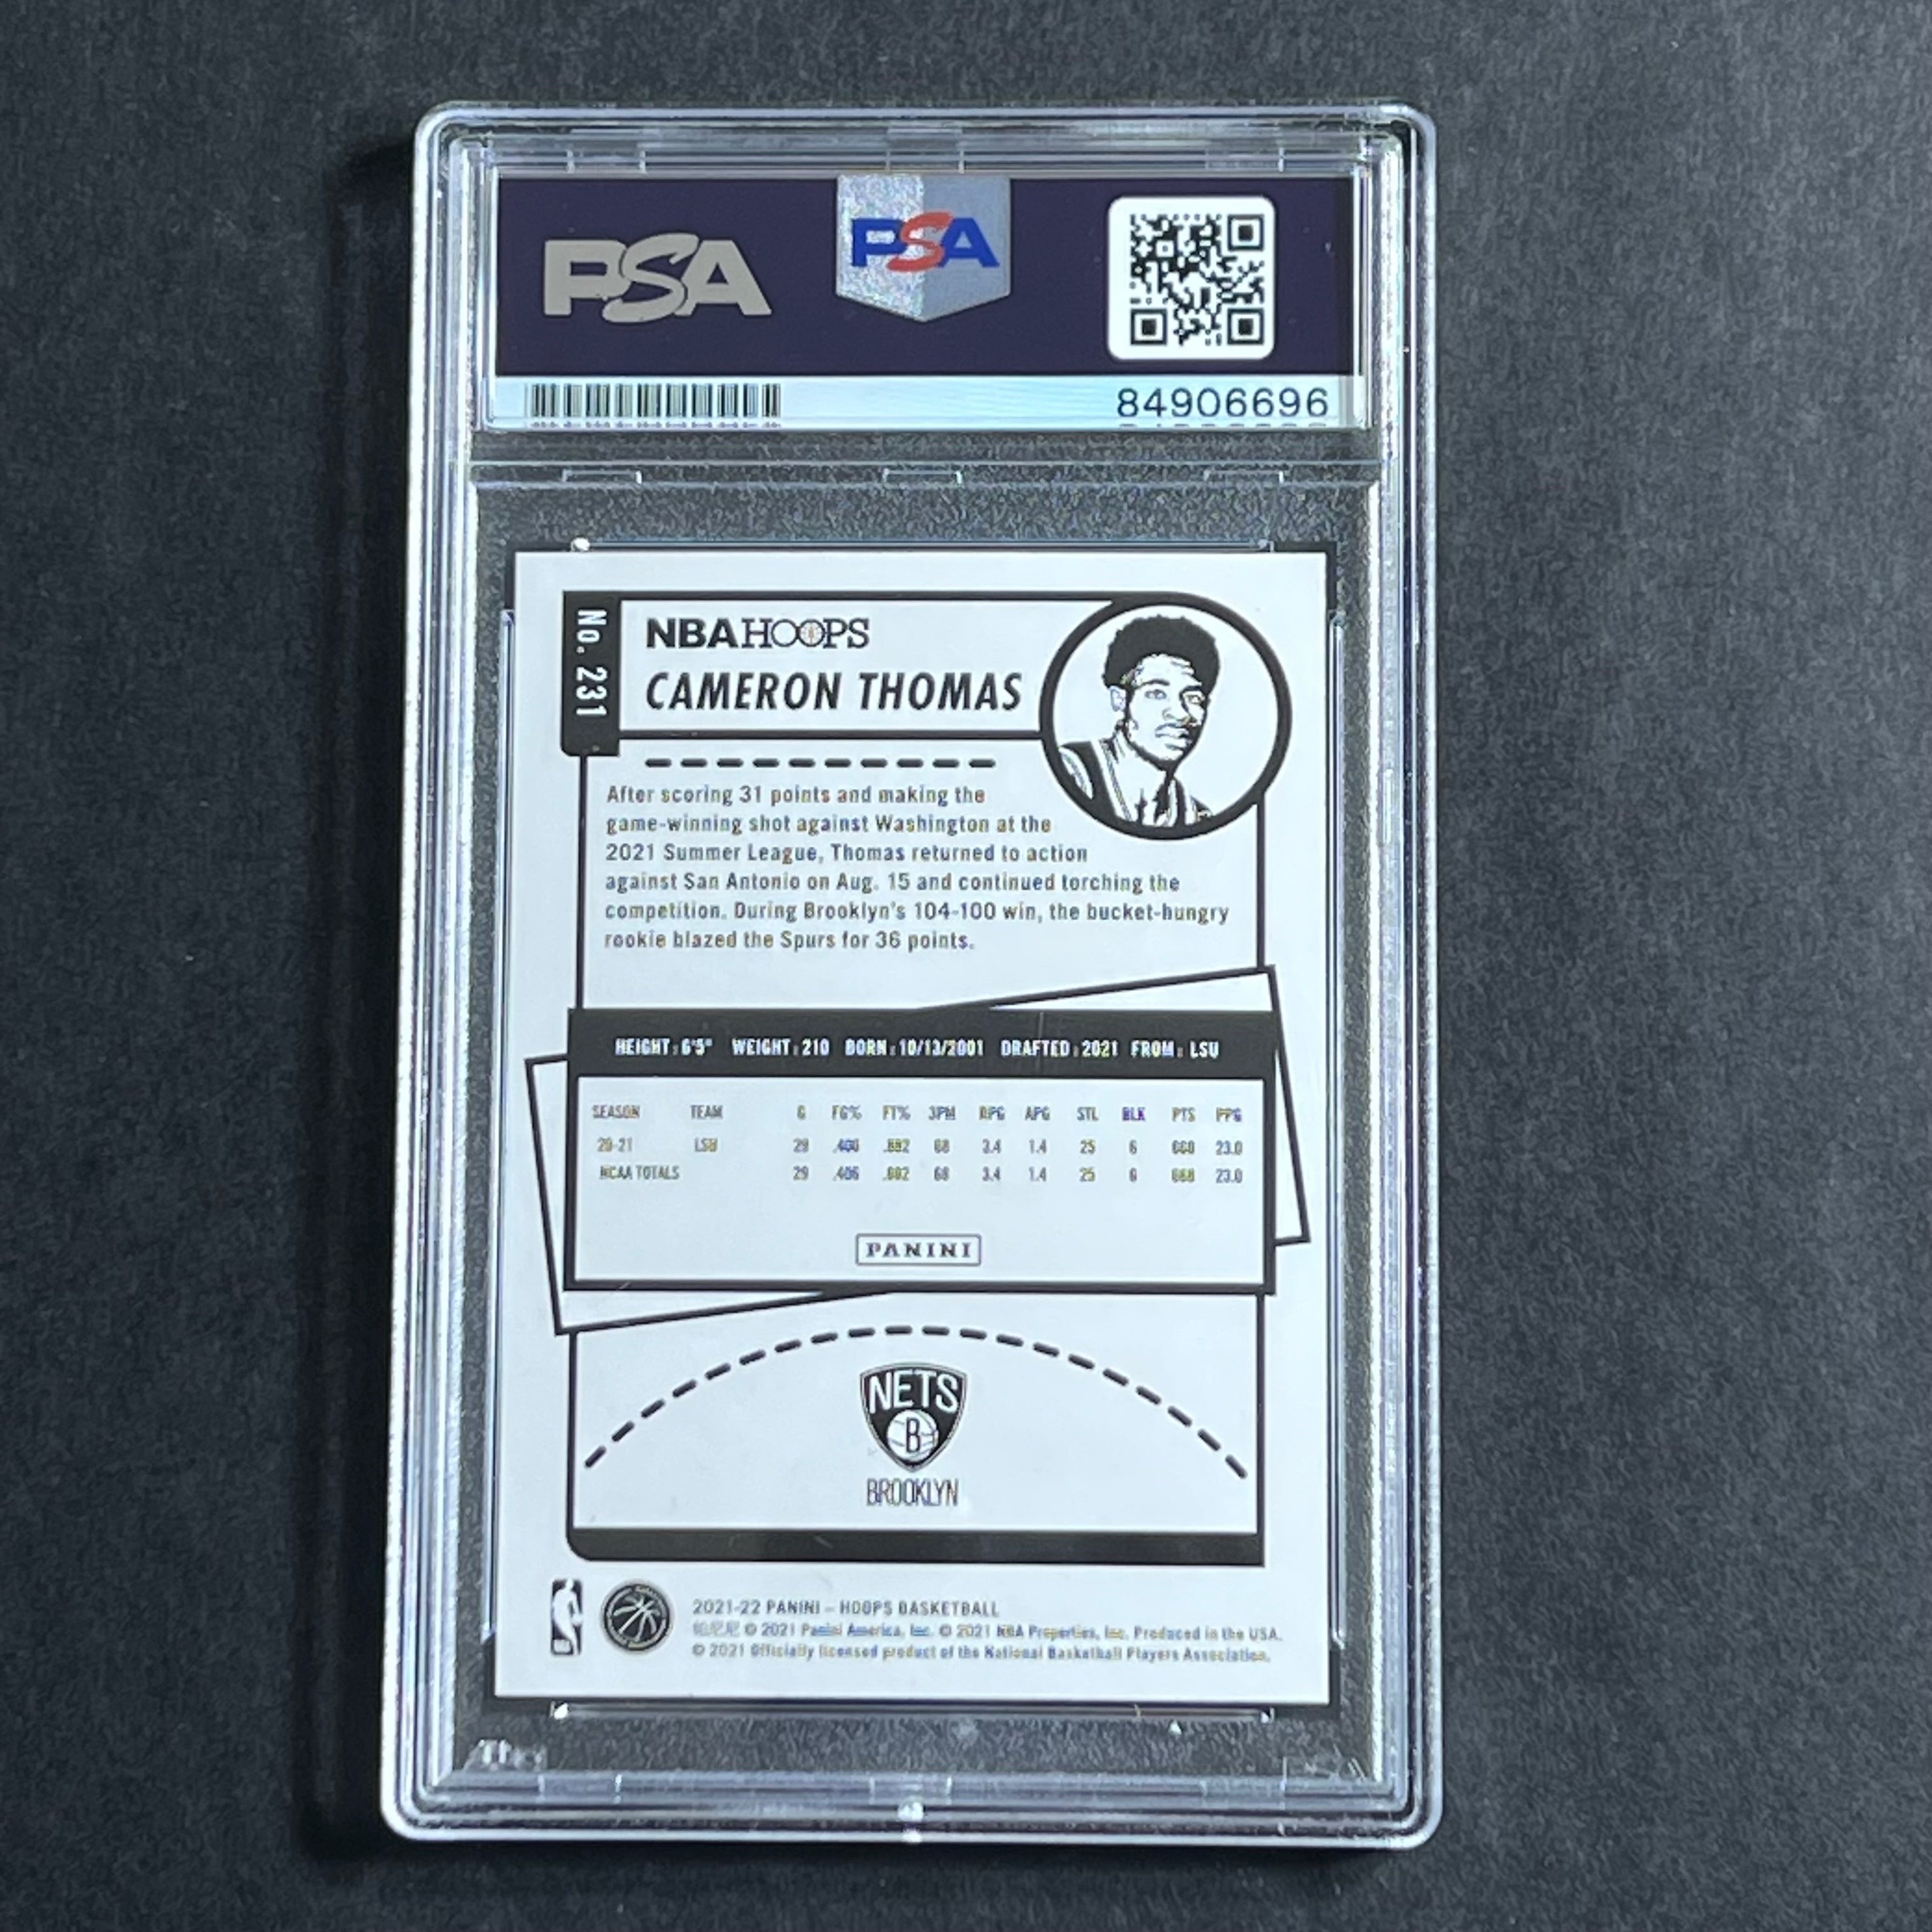 PSA
PSA
84906696
No. 231
NBA HOOPS
CAMERON THOMAS
After scoring 31 points and making the
game-winning shot against Washington at the
2021 Summer League, Thomas returned to action
against San Antonio on Aug. 15 and continued torching the
competition. During Brooklyn's 104-100 win, the bucket-hungry
rookie blazed the Spurs for 36 points.
HEIGHT: 6'5" WEIGHT: 210 BORN: 10/13/2001 DRAFTED: 2021 FROM: LSU
SEASON TEAM G FG% FT% 3PM RPG APG STL BLK PTS PPG
20-21 LSU 29 .406 .882 68 3.4 1.4 25 6 668 23.0
NCAA TOTALS 29 .406 .882 68 3.4 1.4 25 6 668 23.0
PANINI
NETS
B
BROOKLYN
2021-22 PANINI – HOOPS BASKETBALL
帕尼尼 © 2021 Panini America, Inc. © 2021 NBA Properties, Inc. Produced in the USA.
© 2021 Officially licensed product of the National Basketball Players Association.